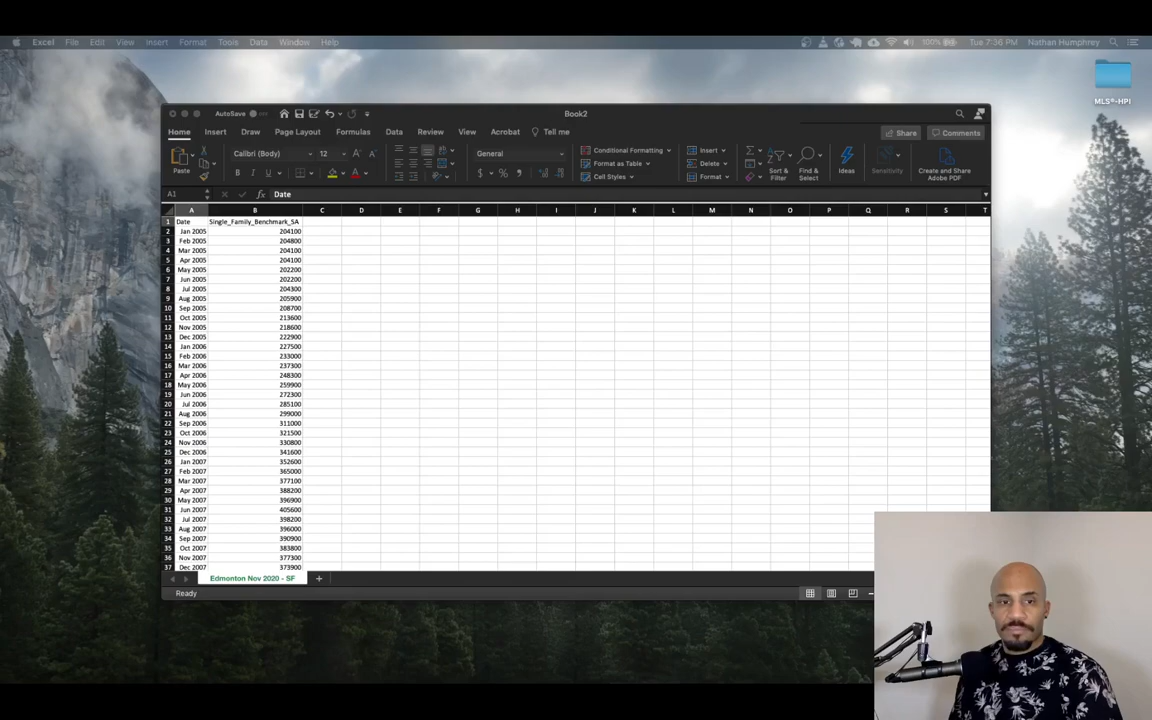 Excel File Edit View Insert Format Tools Data Window Help 100% Tue 7:36 PM Nathan Humphrey
MLS®-HPI
AutoSave Book2
Home Insert Draw Page Layout Formulas Data Review View Acrobat Tell me Share Comments
Paste Calibri (Body) 12 General Conditional Formatting Insert
Format as Table Delete
Cell Styles Format
B I U $ % Sort & Filter Find & Select Ideas Sensitivity Create and Share Adobe PDF
A1 fx Date
A B C D E F G H I J K L M N O P Q R S T
1 Date Single_Family_Benchmark_SA
2 Jan 2005 204100
3 Feb 2005 204800
4 Mar 2005 204100
5 Apr 2005 204100
6 May 2005 202200
7 Jun 2005 202200
8 Jul 2005 204300
9 Aug 2005 205900
10 Sep 2005 208700
11 Oct 2005 213600
12 Nov 2005 218600
13 Dec 2005 222900
14 Jan 2006 227500
15 Feb 2006 233000
16 Mar 2006 237300
17 Apr 2006 248300
18 May 2006 259900
19 Jun 2006 272300
20 Jul 2006 285100
21 Aug 2006 299000
22 Sep 2006 311000
23 Oct 2006 321500
24 Nov 2006 330800
25 Dec 2006 341600
26 Jan 2007 352600
27 Feb 2007 365000
28 Mar 2007 377100
29 Apr 2007 388200
30 May 2007 396900
31 Jun 2007 405600
32 Jul 2007 398200
33 Aug 2007 396000
34 Sep 2007 390900
35 Oct 2007 383800
36 Nov 2007 377300
37 Dec 2007 373900
Edmonton Nov 2020 - SF
Ready